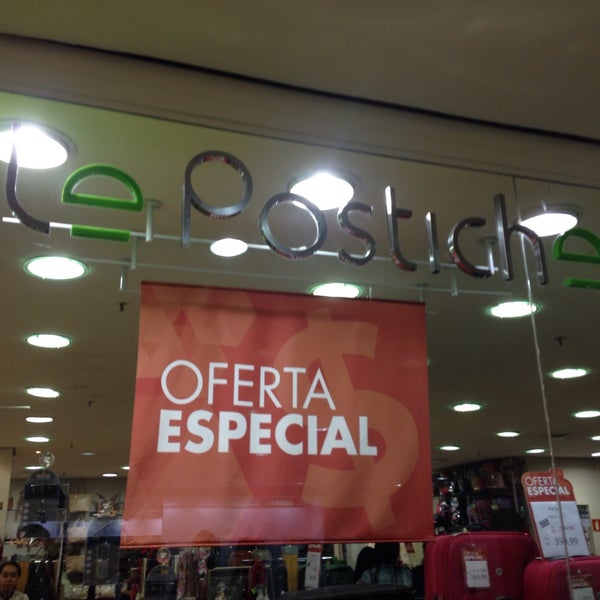 Le Postiche
OFERTA
ESPECIAL
OFERTA
ESPECIAL